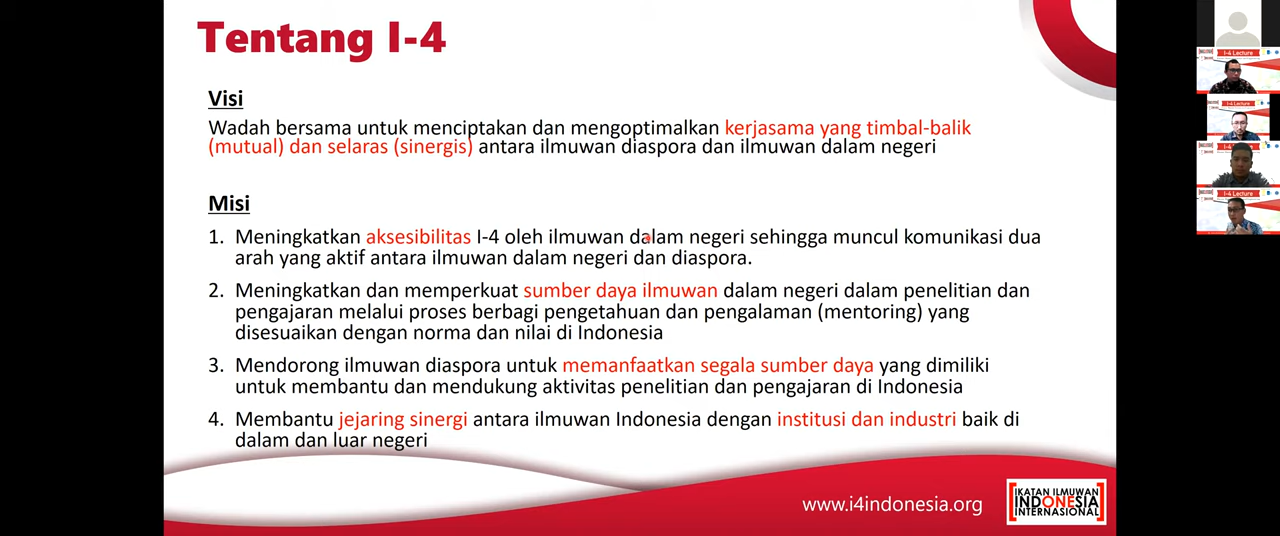 Tentang I-4
Visi
Wadah bersama untuk menciptakan dan mengoptimalkan kerjasama yang timbal-balik
(mutual) dan selaras (sinergis) antara ilmuwan diaspora dan ilmuwan dalam negeri
Misi
1. Meningkatkan aksesibilitas I-4 oleh ilmuwan dalam negeri sehingga muncul komunikasi dua
arah yang aktif antara ilmuwan dalam negeri dan diaspora.
2. Meningkatkan dan memperkuat sumber daya ilmuwan dalam negeri dalam penelitian dan
pengajaran melalui proses berbagi pengetahuan dan pengalaman (mentoring) yang
disesuaikan dengan norma dan nilai di Indonesia
3. Mendorong ilmuwan diaspora untuk memanfaatkan segala sumber daya yang dimiliki
untuk membantu dan mendukung aktivitas penelitian dan pengajaran di Indonesia
4. Membantu jejaring sinergi antara ilmuwan Indonesia dengan institusi dan industri baik di
dalam dan luar negeri
www.i4indonesia.org
IKATAN ILMUWAN
INDONESIA
INTERNASIONAL
I-4 Lecture
I-4 Lecture
I-4 Lecture